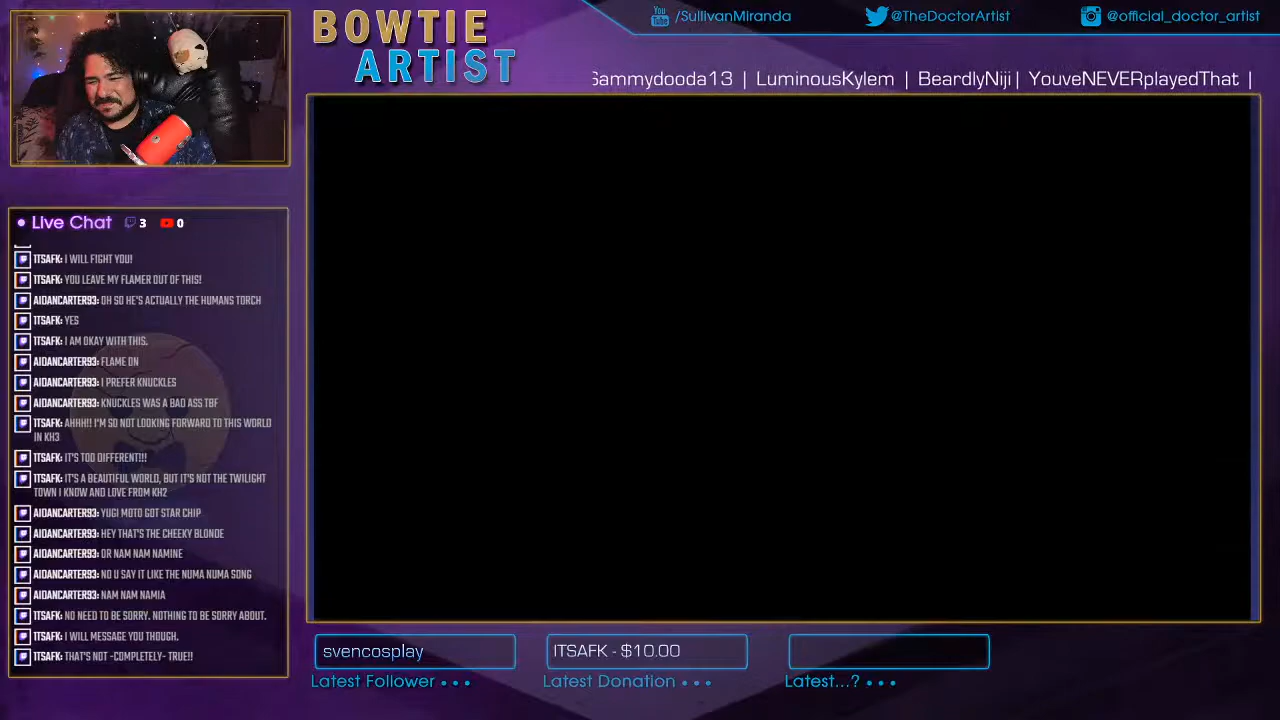 BOWTIE
ARTIST
You Tube /SullivanMiranda
@TheDoctorArtist
@official_doctor_artist
Sammydooda13 | LuminousKylem | BeardlyNiji | YouveNEVERplayedThat |
Live Chat 3 0
ITSAFK: I WILL FIGHT YOU!
ITSAFK: YOU LEAVE MY FLAMER OUT OF THIS!
AIDANCARTER93: OH SO HE'S ACTUALLY THE HUMANS TORCH
ITSAFK: YES
ITSAFK: I AM OKAY WITH THIS.
AIDANCARTER93: FLAME ON
AIDANCARTER93: I PREFER KNUCKLES
AIDANCARTER93: KNUCKLES WAS A BAD ASS TBF
ITSAFK: AHHH!! I'M SO NOT LOOKING FORWARD TO THIS WORLD
IN KH3
ITSAFK: IT'S TOO DIFFERENT!!!
ITSAFK: IT'S A BEAUTIFUL WORLD, BUT IT'S NOT THE TWILIGHT
TOWN I KNOW AND LOVE FROM KH2
AIDANCARTER93: YUGI MOTO GOT STAR CHIP
AIDANCARTER93: HEY THAT'S THE CHEEKY BLONDE
AIDANCARTER93: OR NAM NAM NAMINE
AIDANCARTER93: NO U SAY IT LIKE THE NUMA NUMA SONG
AIDANCARTER93: NAM NAM NAMIA
ITSAFK: NO NEED TO BE SORRY. NOTHING TO BE SORRY ABOUT.
ITSAFK: I WILL MESSAGE YOU THOUGH.
ITSAFK: THAT'S NOT -COMPLETELY- TRUE!!
svencosplay
Latest Follower • • •
ITSAFK - $10.00
Latest Donation • • •
Latest...? • • •